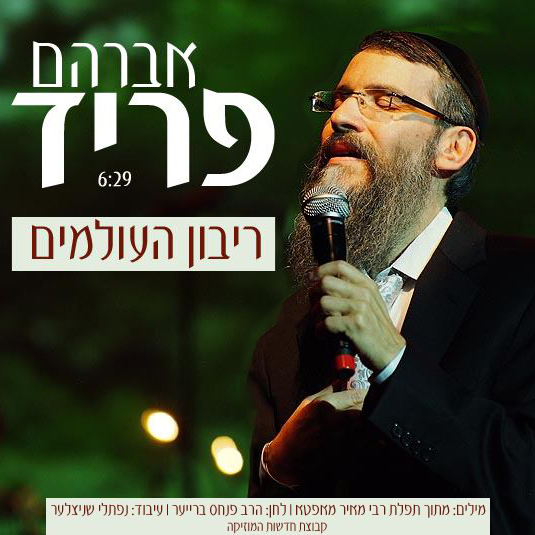 אברהם
פריד
6:29
ריבון העולמים
מילים: מתוך תפלת רבי מאיר מאפטא | לחן: הרב פנחס ברייער | עיבוד: נפתלי שניצלער
קבוצת חדשות המוזיקה